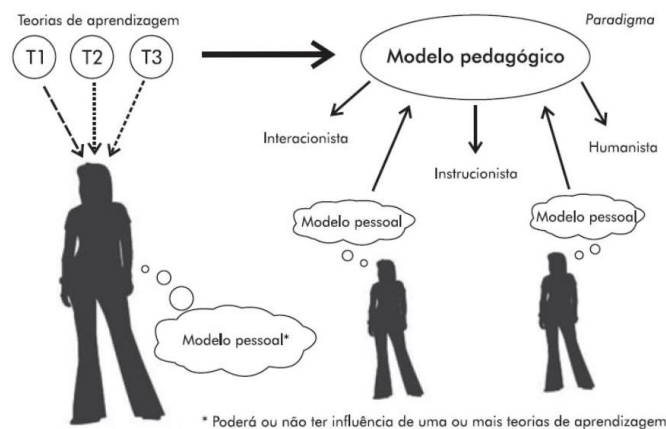 Teorias de aprendizagem
Paradigma
T1 T2 T3
Modelo pedagógico
Interacionista
Instrucionista
Humanista
Modelo pessoal
Modelo pessoal
Modelo pessoal*
* Poderá ou não ter influência de uma ou mais teorias de aprendizagem